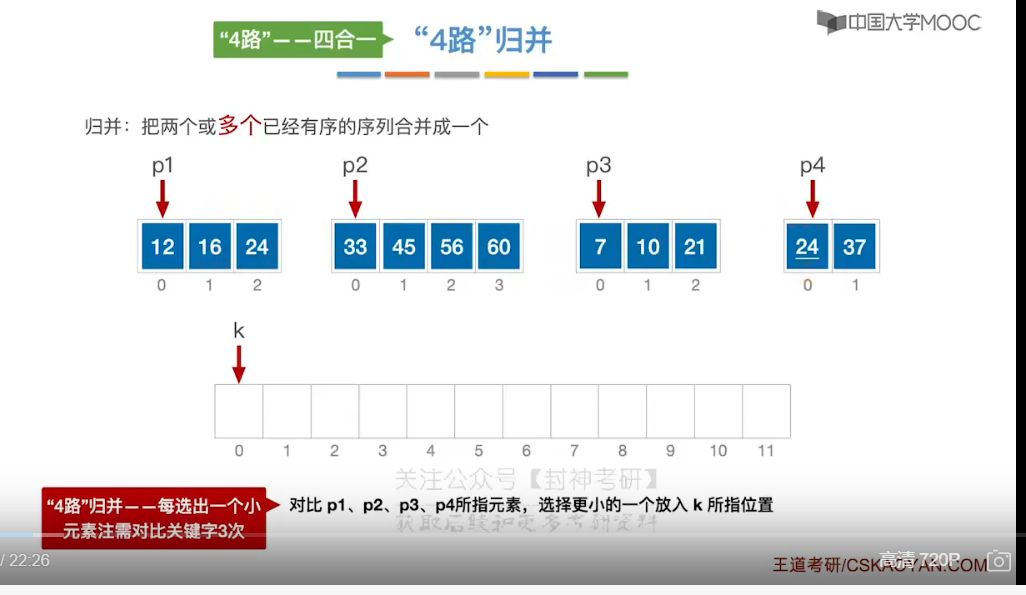 “4路”——四合一
“4路”归并
中国大学MOOC
归并：把两个或多个已经有序的序列合并成一个
p1
p2
p3
p4
12 16 24
33 45 56 60
7 10 21
24 37
0 1 2
0 1 2 3
0 1 2
0 1
k
0 1 2 3 4 5 6 7 8 9 10 11
关注公众号【封神考研】
“4路”归并——每选出一个小
元素注需对比关键字3次
对比 p1、p2、p3、p4所指元素，选择更小的一个放入 k 所指位置
获取后续和更多考研资料
/ 22:26
高清 720P
王道考研/CSKAOYAN.COM